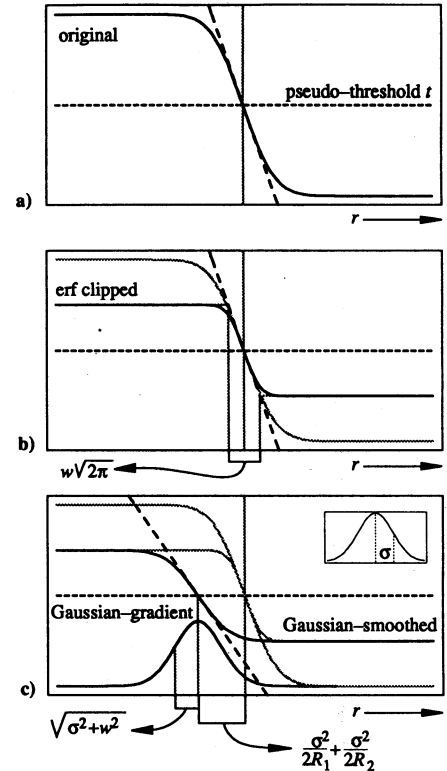 original
pseudo–threshold t
a)
r
erf clipped
b)
w√2π
r
σ
Gaussian–gradient
Gaussian–smoothed
c)
r
√σ²+w²
σ²/2R₁ + σ²/2R₂